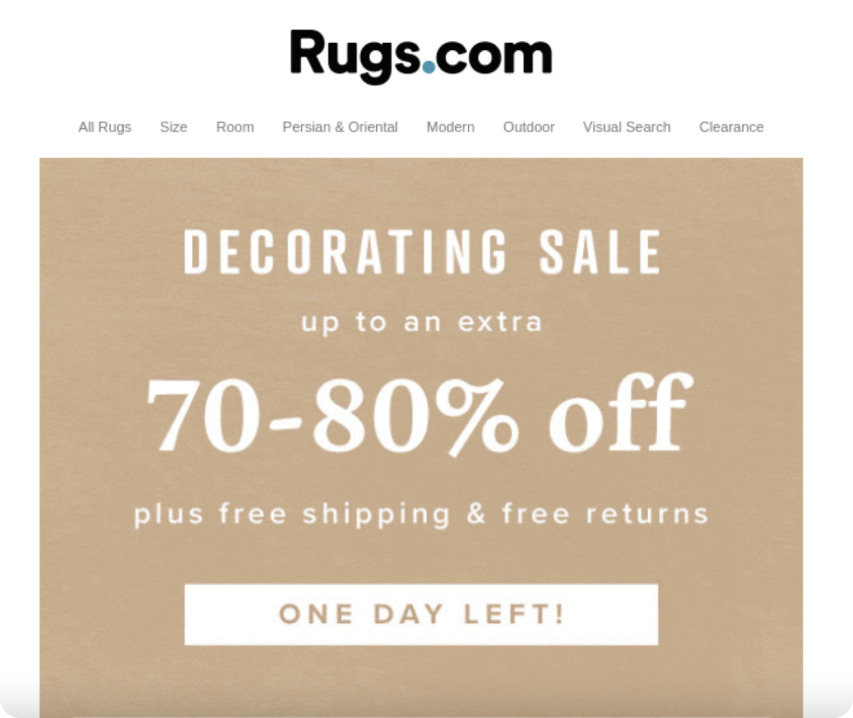 Rugs.com
All Rugs Size Room Persian & Oriental Modern Outdoor Visual Search Clearance
DECORATING SALE
up to an extra
70-80% off
plus free shipping & free returns
ONE DAY LEFT!